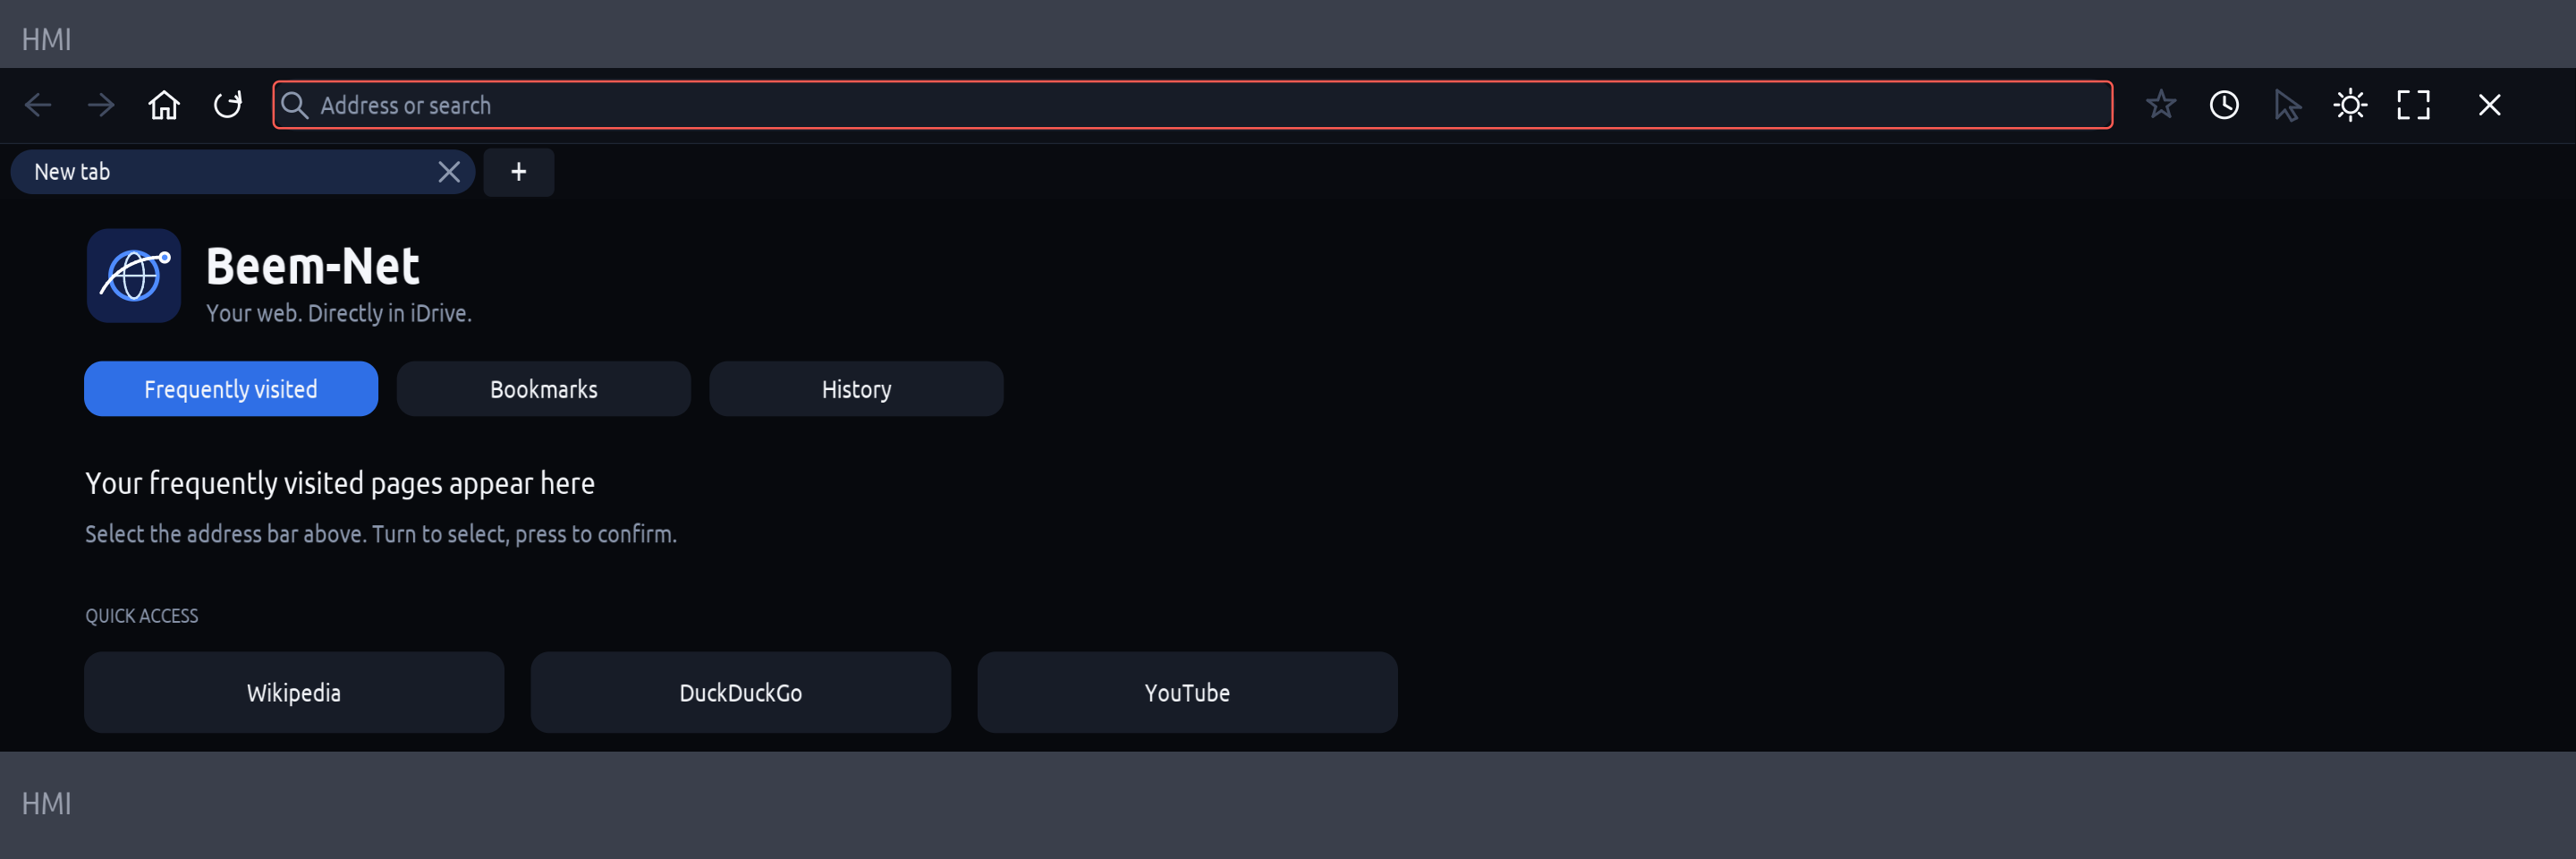 HMI
Address or search
New tab
+
Beem-Net
Your web. Directly in iDrive.
Frequently visited
Bookmarks
History
Your frequently visited pages appear here
Select the address bar above. Turn to select, press to confirm.
QUICK ACCESS
Wikipedia
DuckDuckGo
YouTube
HMI